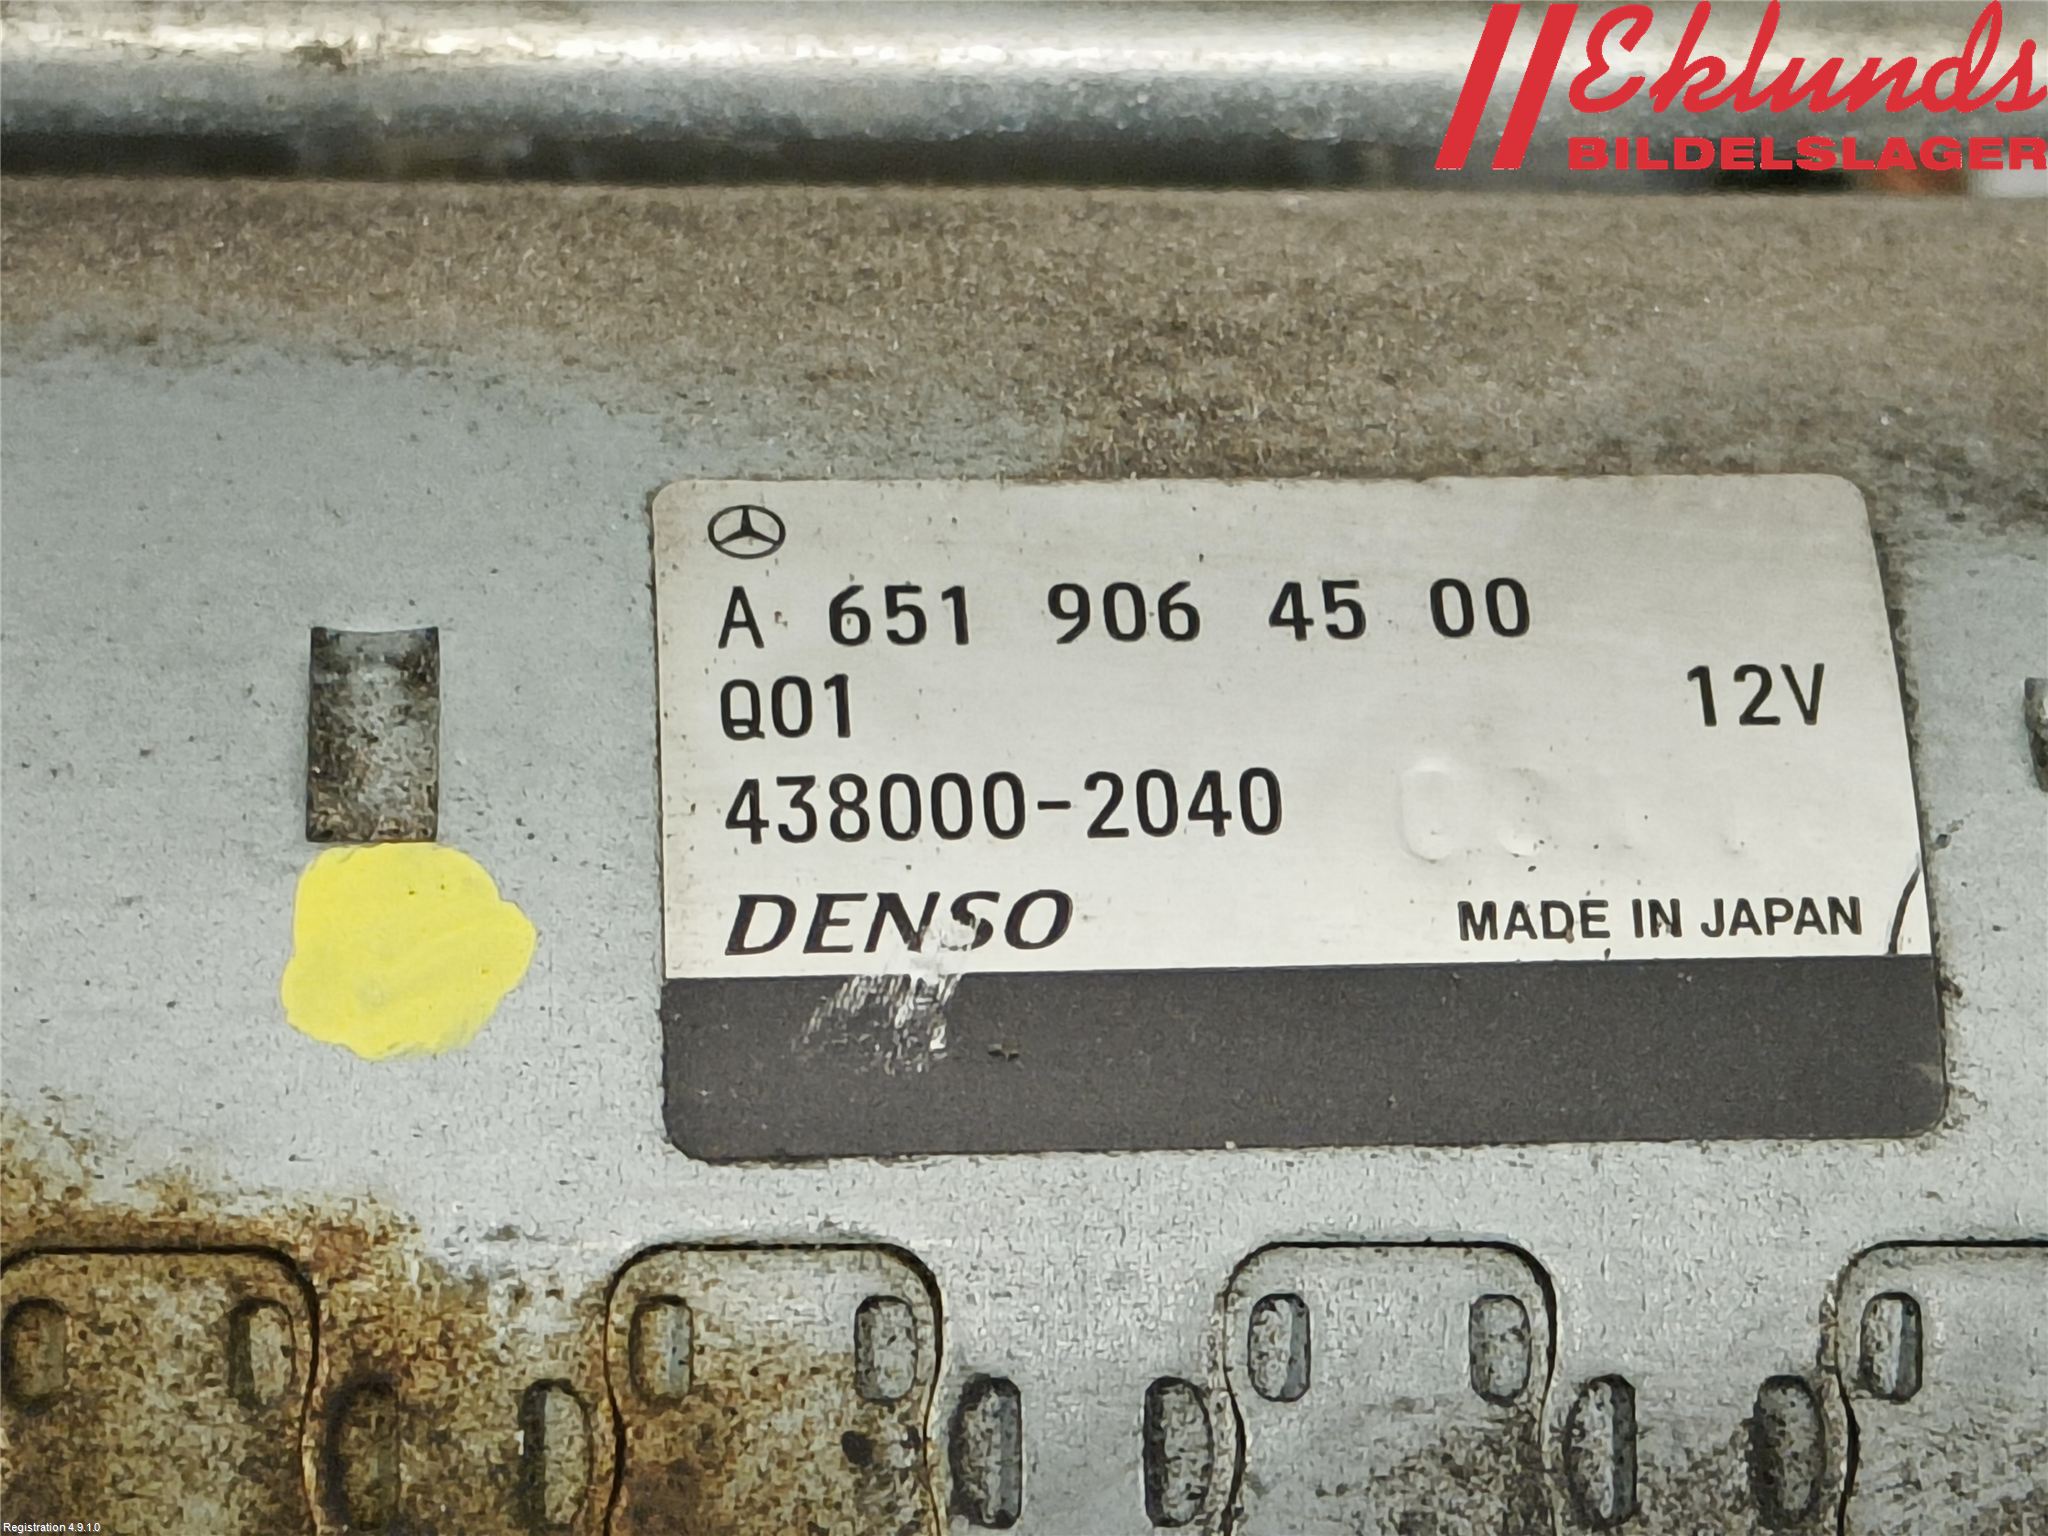 Eklunds
BILDELSLAGER
A 651 906 45 00
Q01 12V
438000-2040
DENSO MADE IN JAPAN
Registration 4.9.1.0